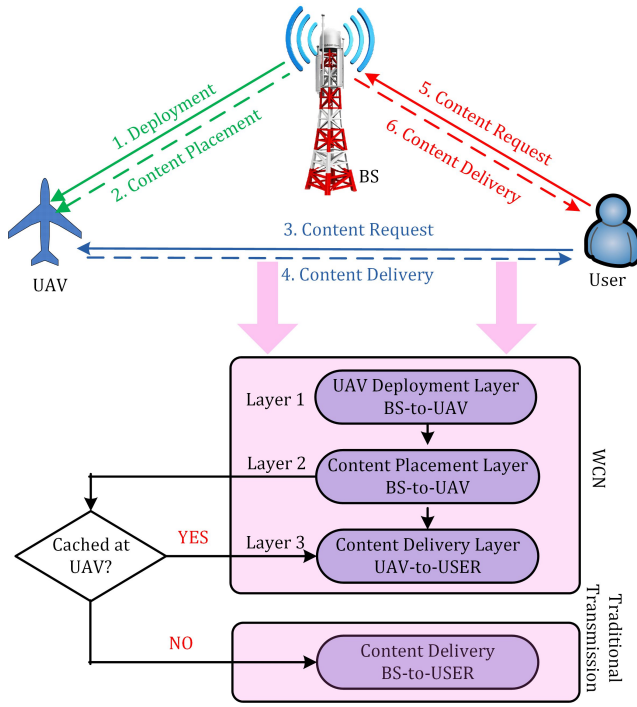 1. Deployment
2. Content Placement
5. Content Request
6. Content Delivery
BS
3. Content Request
4. Content Delivery
UAV
User
Layer 1
UAV Deployment Layer
BS-to-UAV
Layer 2
Content Placement Layer
BS-to-UAV
WCN
Cached at
UAV?
YES
Layer 3
Content Delivery Layer
UAV-to-USER
NO
Content Delivery
BS-to-USER
Traditional
Transmission